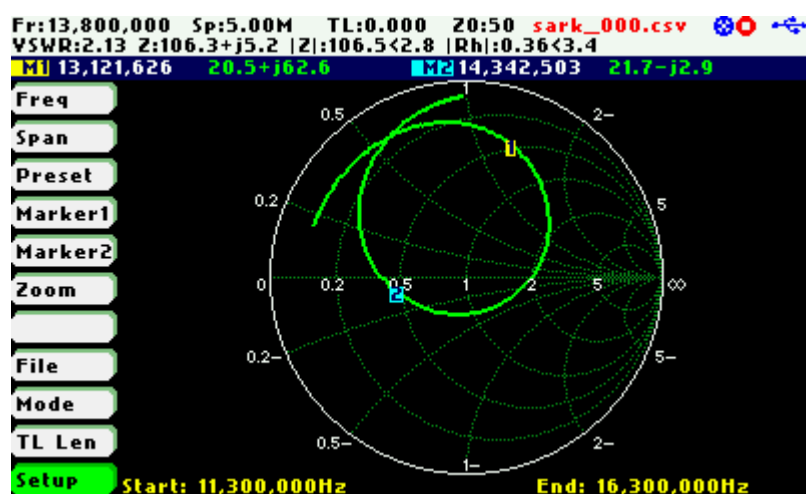 Fr:13,800,000 Sp:5.00M TL:0.000 Z0:50 sark_000.csv
VSWR:2.13 Z:106.3+j5.2 |Z|:106.5<2.8 |Rh|:0.36<3.4
M1 13,121,626 20.5+j62.6 M2 14,342,503 21.7-j2.9
Freq
Span
Preset
Marker1
Marker2
Zoom
File
Mode
TL Len
Setup
1
0.5 2
1
0.2 5
0 0.2 0.5 1 2 5 ∞
2
0.2 5
0.5 2
1
Start: 11,300,000Hz End: 16,300,000Hz